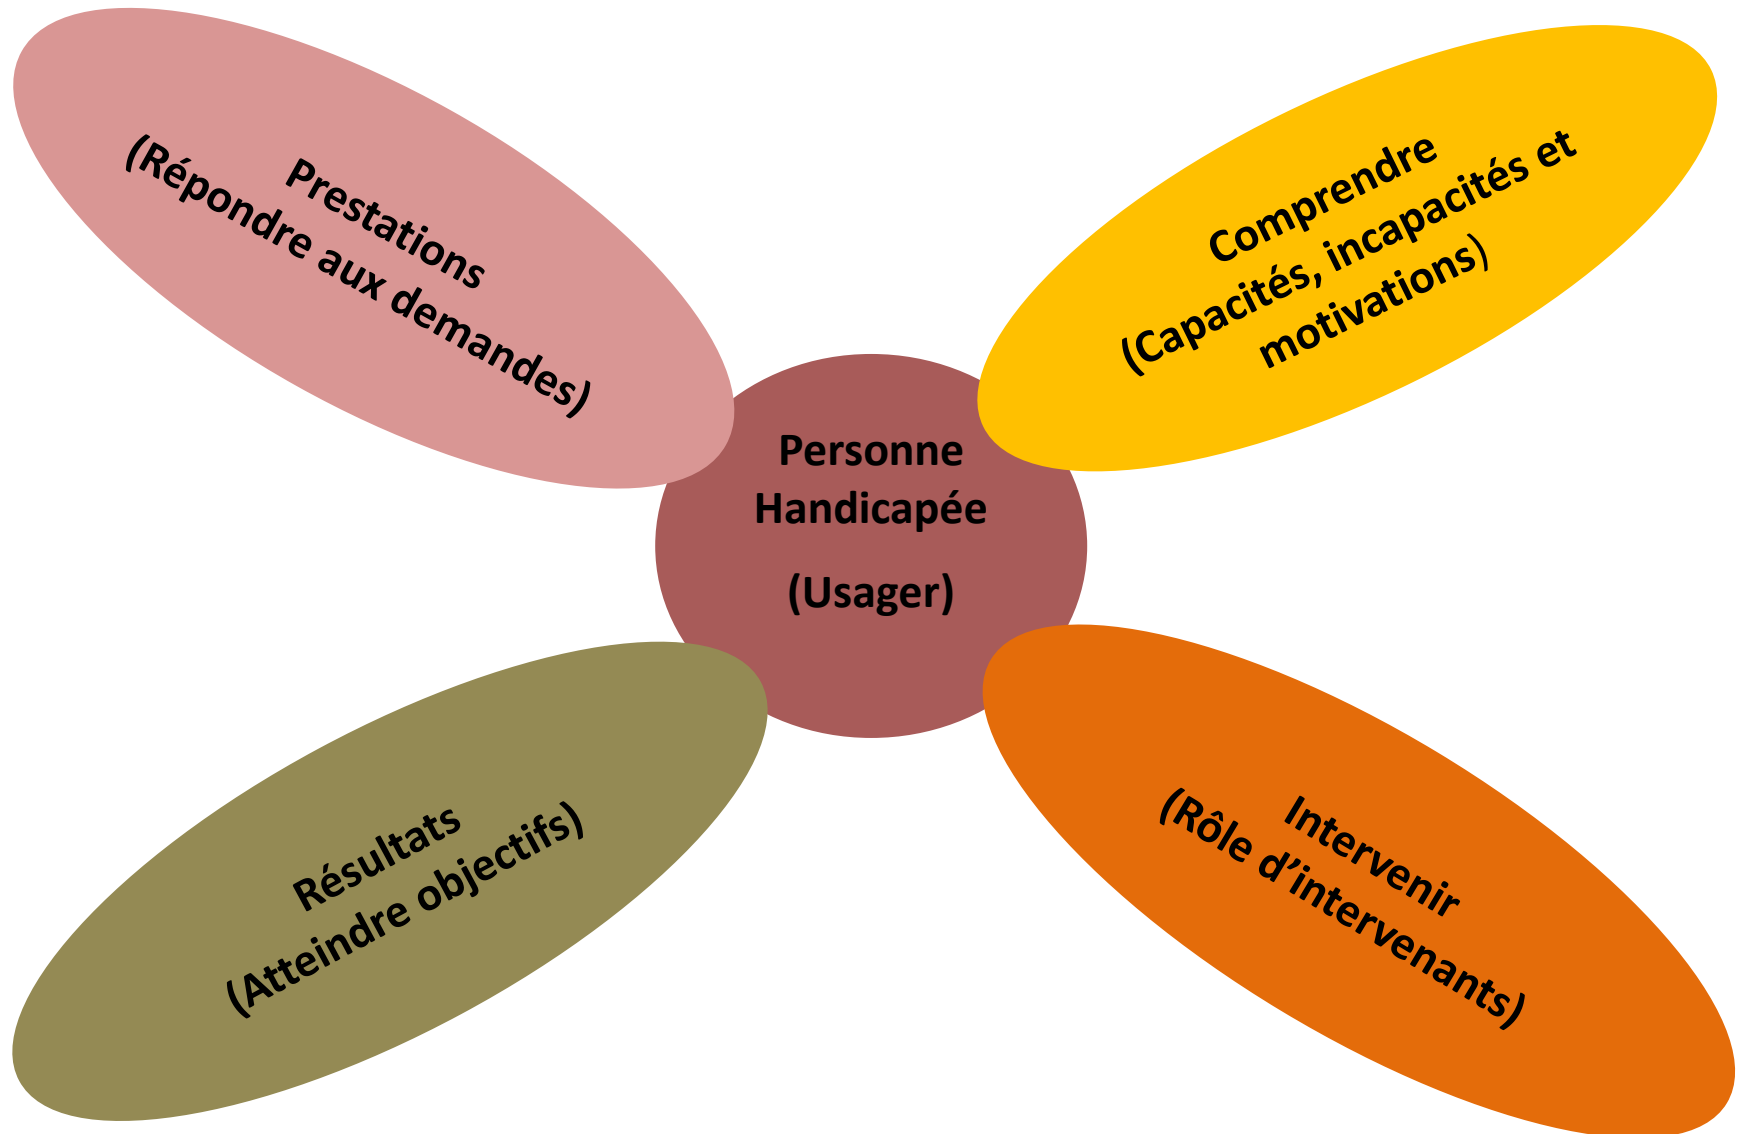 Prestations
(Répondre aux demandes)
Comprendre
(Capacités, incapacités et
motivations)
Personne
Handicapée
(Usager)
Résultats
(Atteindre objectifs)
Intervenir
(Rôle d’intervenants)